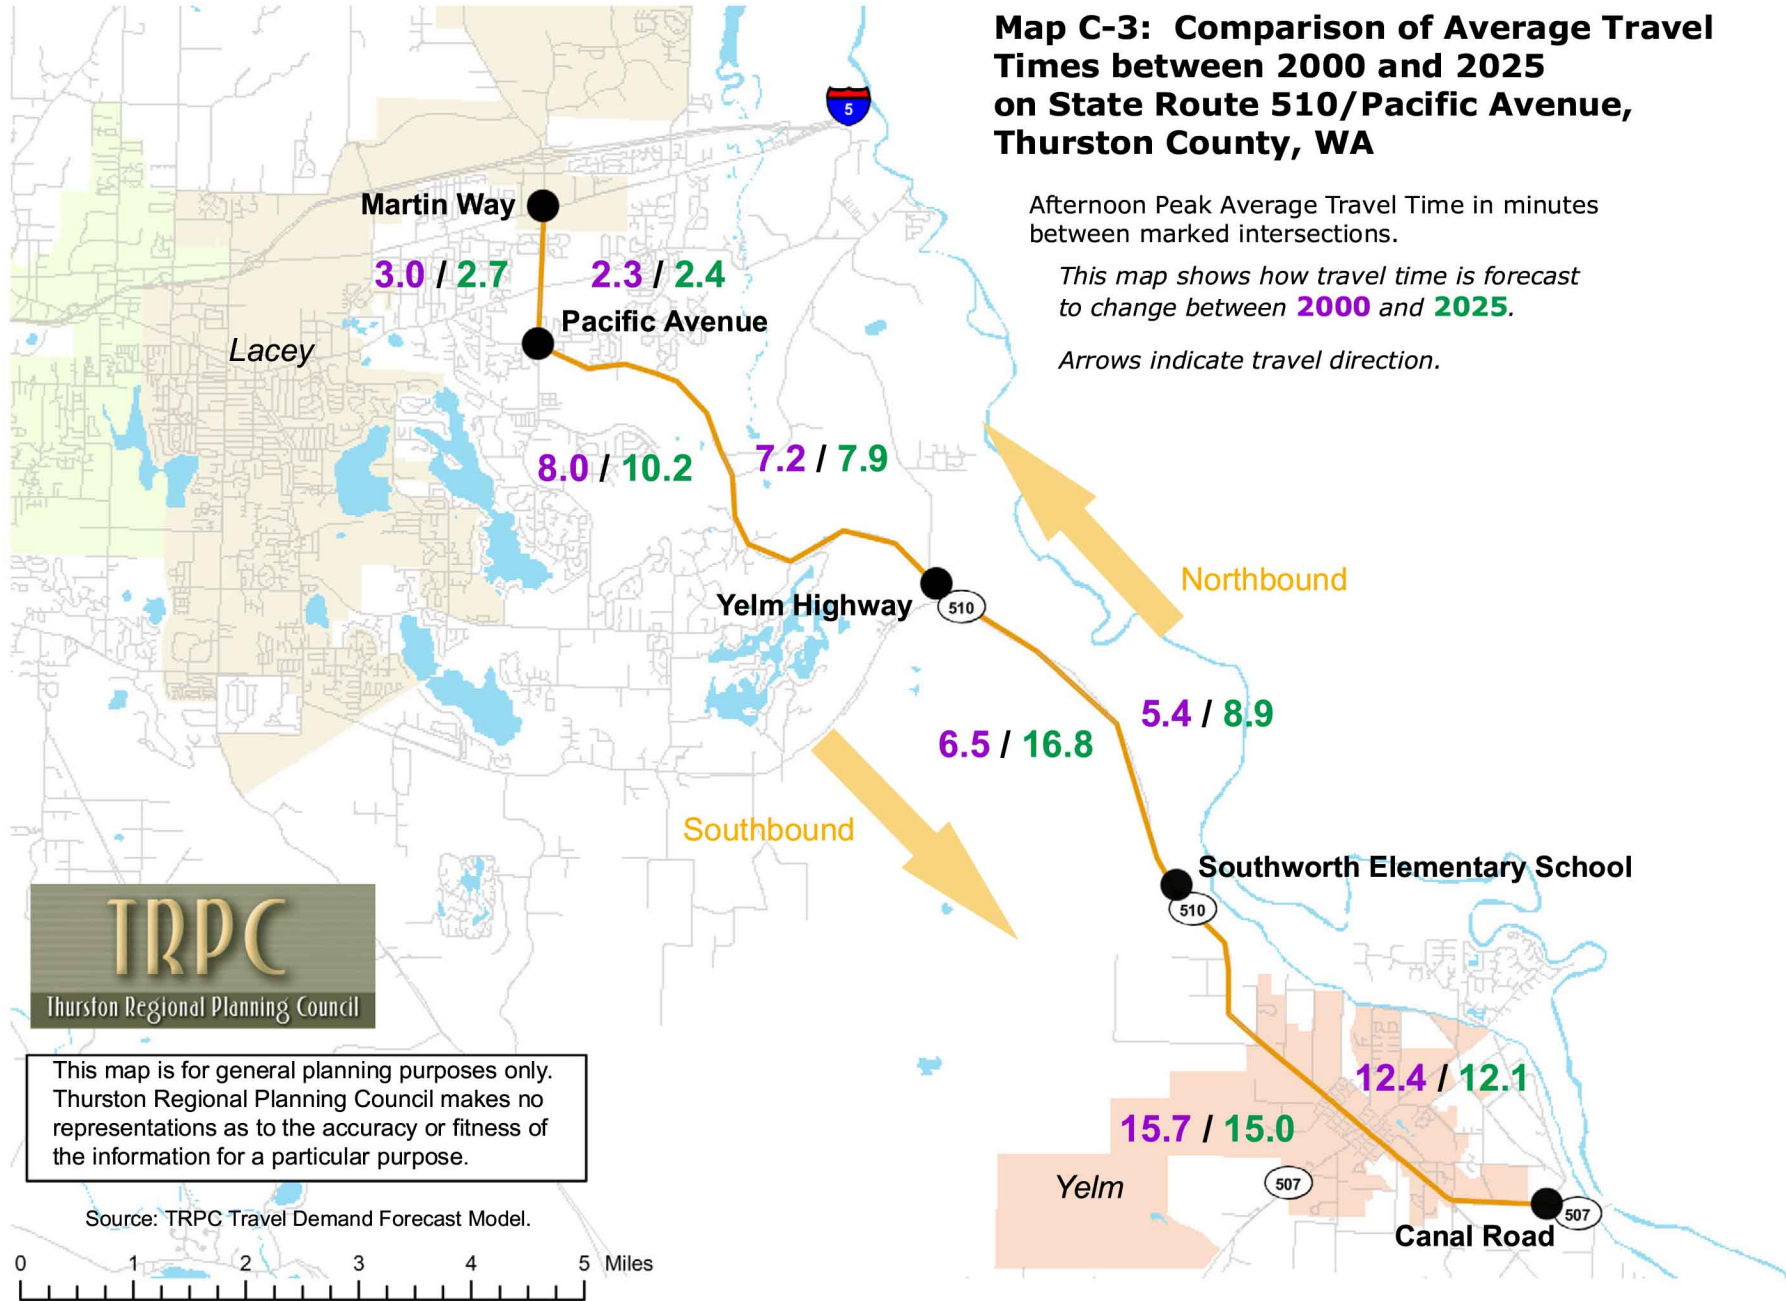 Map C-3: Comparison of Average Travel
Times between 2000 and 2025
on State Route 510/Pacific Avenue,
Thurston County, WA
Afternoon Peak Average Travel Time in minutes
between marked intersections.
This map shows how travel time is forecast
to change between 2000 and 2025.
Arrows indicate travel direction.
5
Martin Way
3.0 / 2.7
2.3 / 2.4
Pacific Avenue
Lacey
8.0 / 10.2
7.2 / 7.9
Northbound
Yelm Highway
510
5.4 / 8.9
6.5 / 16.8
Southbound
Southworth Elementary School
510
12.4 / 12.1
15.7 / 15.0
Yelm
507
507
Canal Road
TRPC
Thurston Regional Planning Council
This map is for general planning purposes only.
Thurston Regional Planning Council makes no
representations as to the accuracy or fitness of
the information for a particular purpose.
Source: TRPC Travel Demand Forecast Model.
0 1 2 3 4 5 Miles